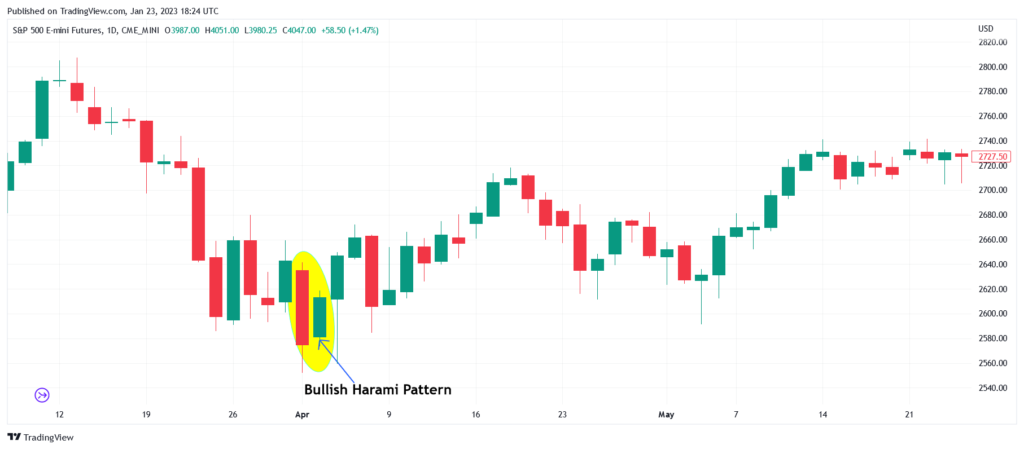 Published on TradingView.com, Jan 23, 2023 18:24 UTC
S&P 500 E-mini Futures, 1D, CME_MINI O3987.00 H4051.00 L3980.25 C4047.00 +58.50 (+1.47%)
USD
2820.00
2800.00
2780.00
2760.00
2740.00
2727.50
2720.00
2700.00
2680.00
2660.00
2640.00
2620.00
2600.00
2580.00
2560.00
2540.00
Bullish Harami Pattern
12 19 26 Apr 9 16 23 May 7 14 21
TradingView